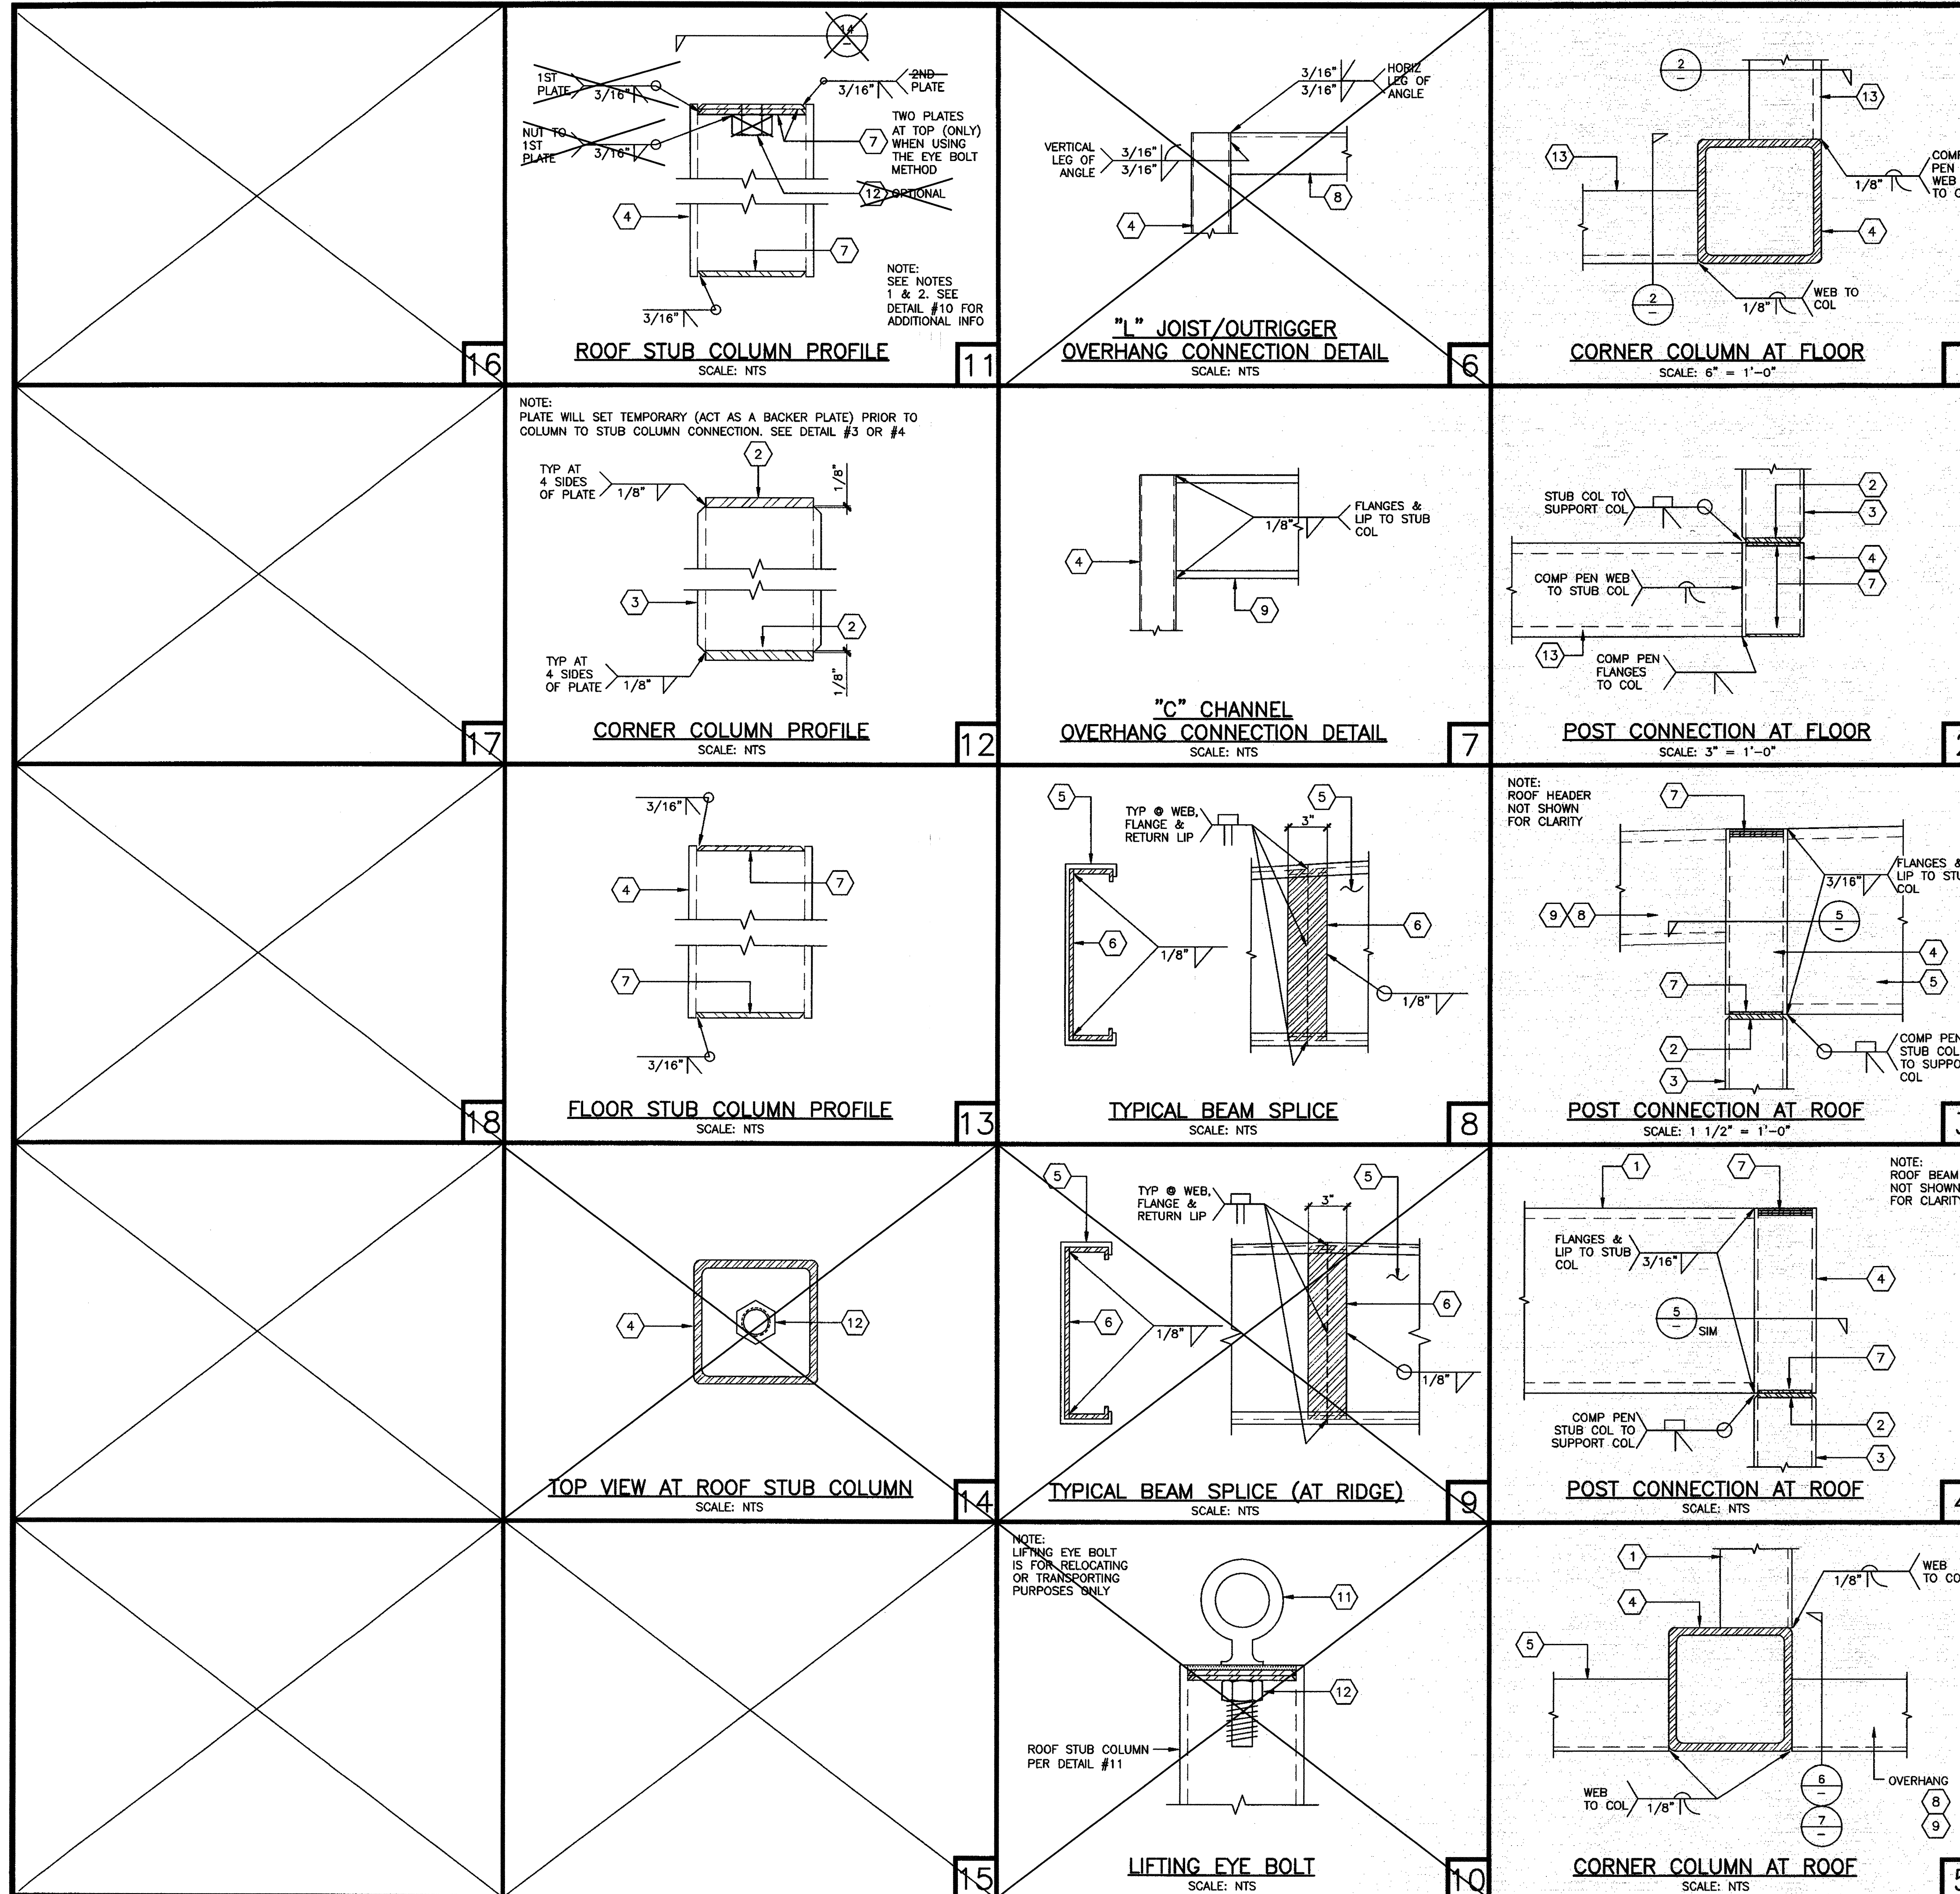 16
14
-
1ST
PLATE
3/16"
2ND
PLATE
3/16"
NUT TO
1ST
PLATE
3/16"
TWO PLATES
AT TOP (ONLY)
WHEN USING
THE EYE BOLT
METHOD
7
12
OPTIONAL
4
7
3/16"
NOTE:
SEE NOTES
1 & 2. SEE
DETAIL #10 FOR
ADDITIONAL INFO
ROOF STUB COLUMN PROFILE
SCALE: NTS
11
3/16"
3/16"
HORIZ
LEG OF
ANGLE
VERTICAL
LEG OF
ANGLE
3/16"
3/16"
8
4
"L" JOIST/OUTRIGGER
OVERHANG CONNECTION DETAIL
SCALE: NTS
6
2
-
13
13
1/8"
PEN
WEB
4
2
-
1/8"
WEB TO
COL
CORNER COLUMN AT FLOOR
SCALE: 6" = 1'-0"
17
NOTE:
PLATE WILL SET TEMPORARY (ACT AS A BACKER PLATE) PRIOR TO
COLUMN TO STUB COLUMN CONNECTION. SEE DETAIL #3 OR #4
2
TYP AT
4 SIDES
OF PLATE
1/8"
1/8"
3
2
TYP AT
4 SIDES
OF PLATE
1/8"
1/8"
CORNER COLUMN PROFILE
SCALE: NTS
12
FLANGES &
LIP TO STUB
COL
1/8"
4
9
"C" CHANNEL
OVERHANG CONNECTION DETAIL
SCALE: NTS
7
STUB COL TO
SUPPORT COL
2
3
4
7
COMP PEN WEB
TO STUB COL
13
COMP PEN
FLANGES
TO COL
POST CONNECTION AT FLOOR
SCALE: 3" = 1'-0"
18
3/16"
4
7
7
3/16"
FLOOR STUB COLUMN PROFILE
SCALE: NTS
13
5
TYP @ WEB,
FLANGE &
RETURN LIP
5
3"
6
6
1/8"
1/8"
TYPICAL BEAM SPLICE
SCALE: NTS
8
NOTE:
ROOF HEADER
NOT SHOWN
FOR CLARITY
7
FLANGES &
LIP TO
COL
3/16"
9 8
5
-
4
5
7
2
3
COMP PEN
STUB COL
TO
COL
POST CONNECTION AT ROOF
SCALE: 1 1/2" = 1'-0"
4
12
TOP VIEW AT ROOF STUB COLUMN
SCALE: NTS
14
5
TYP @ WEB,
FLANGE &
RETURN LIP
5
3"
6
6
1/8"
1/8"
TYPICAL BEAM SPLICE (AT RIDGE)
SCALE: NTS
9
1
7
NOTE:
ROOF BEAM
NOT SHOWN
FOR CLARITY
FLANGES &
LIP TO STUB
COL
3/16"
4
5
-
SIM
7
COMP PEN
STUB COL TO
SUPPORT COL
2
3
POST CONNECTION AT ROOF
SCALE: NTS
15
NOTE:
LIFTING EYE BOLT
IS FOR RELOCATING
OR TRANSPORTING
PURPOSES ONLY
11
12
ROOF STUB COLUMN
PER DETAIL #11
LIFTING EYE BOLT
SCALE: NTS
10
1
1/8"
WEB
TO
4
5
WEB
TO COL
1/8"
6
-
7
-
OVERHANG
8
9
CORNER COLUMN AT ROOF
SCALE: NTS